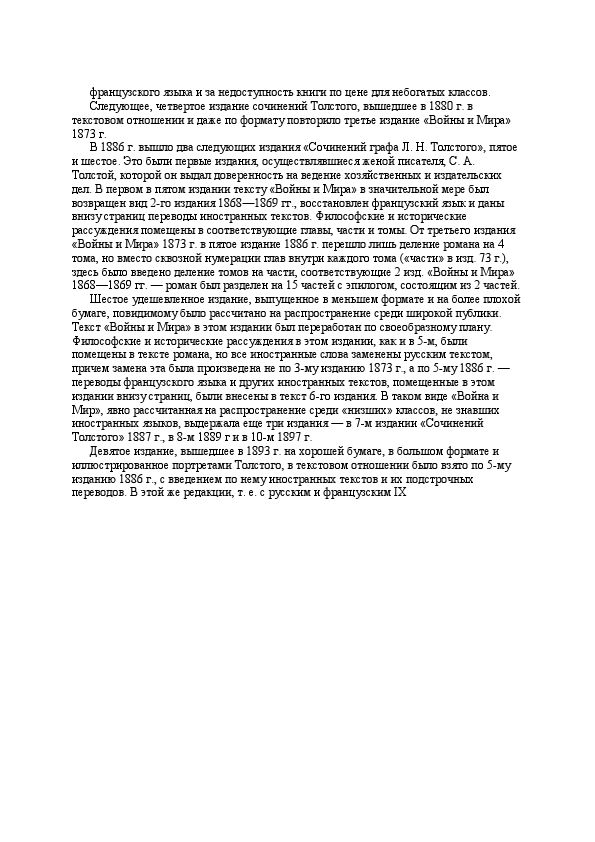 французского языка и за недоступность книги по цене для небогатых классов.
Следующее, четвертое издание сочинений Толстого, вышедшее в 1880 г. в
текстовом отношении и даже по формату повторило третье издание «Войны и Мира»
1873 г.
В 1886 г. вышло два следующих издания «Сочинений графа Л. Н. Толстого», пятое
и шестое. Это были первые издания, осуществлявшиеся женой писателя, С. А.
Толстой, которой он выдал доверенность на ведение хозяйственных и издательских
дел. В первом в пятом издании тексту «Войны и Мира» в значительной мере был
возвращен вид 2-го издания 1868—1869 гг., восстановлен французский язык и даны
внизу страниц переводы иностранных текстов. Философские и исторические
рассуждения помещены в соответствующие главы, части и томы. От третьего издания
«Войны и Мира» 1873 г. в пятое издание 1886 г. перешло лишь деление романа на 4
тома, но вместо сквозной нумерации глав внутри каждого тома («части» в изд. 73 г.),
здесь было введено деление томов на части, соответствующие 2 изд. «Войны и Мира»
1868—1869 гг. — роман был разделен на 15 частей с эпилогом, состоящим из 2 частей.
Шестое удешевленное издание, выпущенное в меньшем формате и на более плохой
бумаге, повидимому было рассчитано на распространение среди широкой публики.
Текст «Войны и Мира» в этом издании был переработан по своеобразному плану.
Философские и исторические рассуждения в этом издании, как и в 5-м, были
помещены в тексте романа, но все иностранные слова заменены русским текстом,
причем замена эта была произведена не по 3-му изданию 1873 г., а по 5-му 1886 г. —
переводы французского языка и других иностранных текстов, помещенные в этом
издании внизу страниц, были внесены в текст 6-го издания. В таком виде «Война и
Мир», явно рассчитанная на распространение среди «низших» классов, не знавших
иностранных языков, выдержала еще три издания — в 7-м издании «Сочинений
Толстого» 1887 г., в 8-м 1889 г и в 10-м 1897 г.
Девятое издание, вышедшее в 1893 г. на хорошей бумаге, в большом формате и
иллюстрированное портретами Толстого, в текстовом отношении было взято по 5-му
изданию 1886 г., с введением по нему иностранных текстов и их подстрочных
переводов. В этой же редакции, т. е. с русским и французским IX